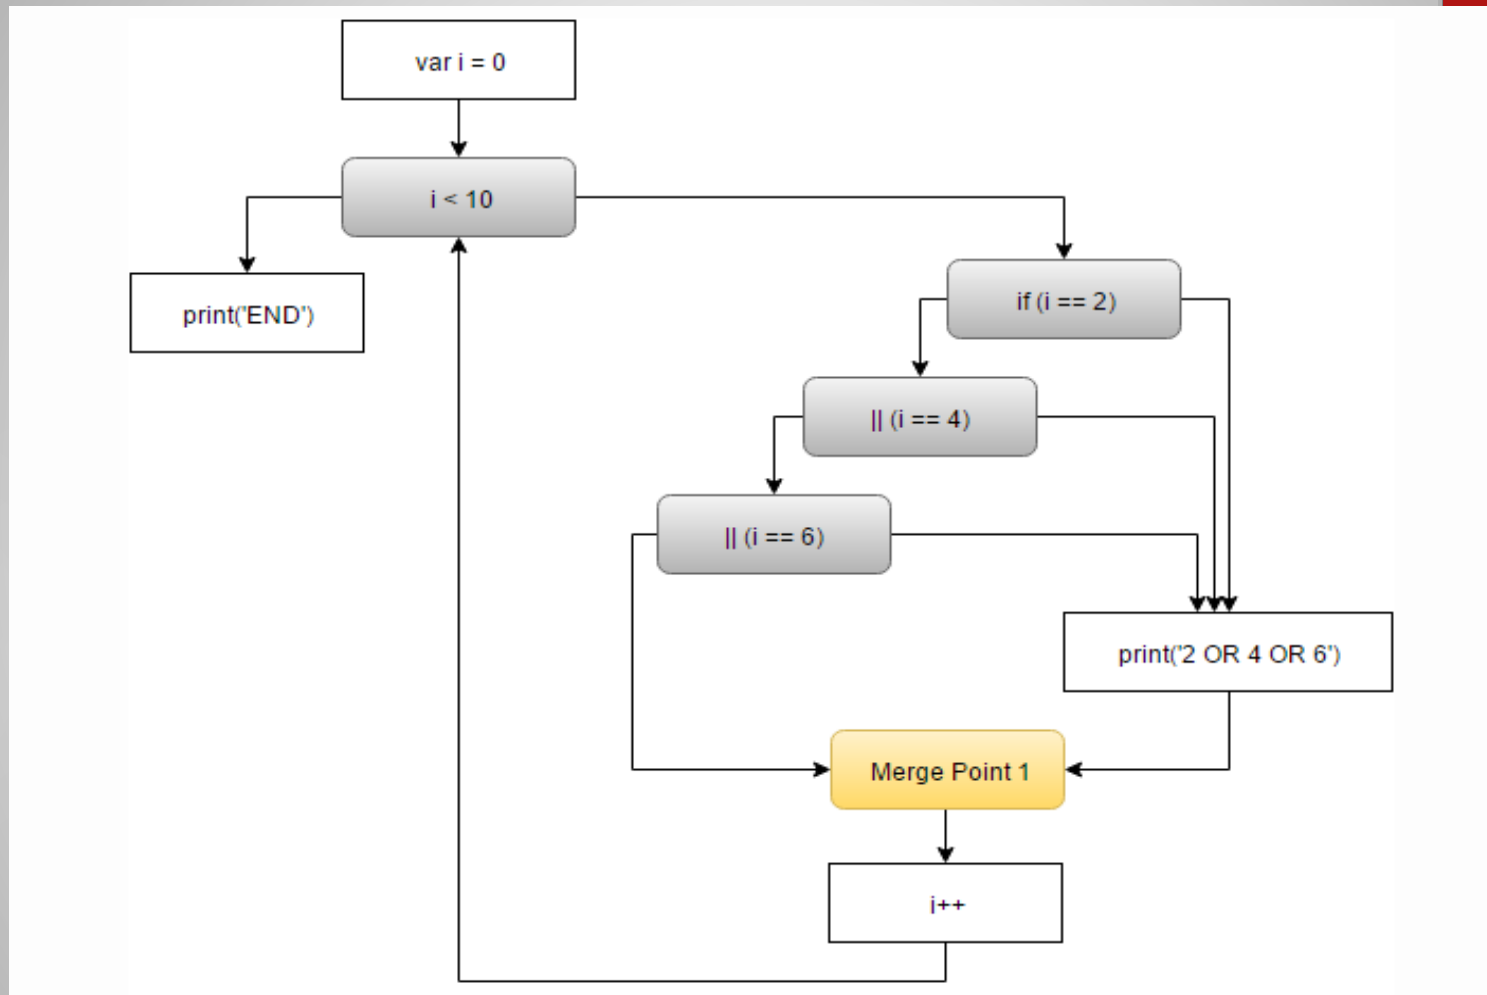 var i = 0
i < 10
print('END')
if (i == 2)
|| (i == 4)
|| (i == 6)
print('2 OR 4 OR 6')
Merge Point 1
i++